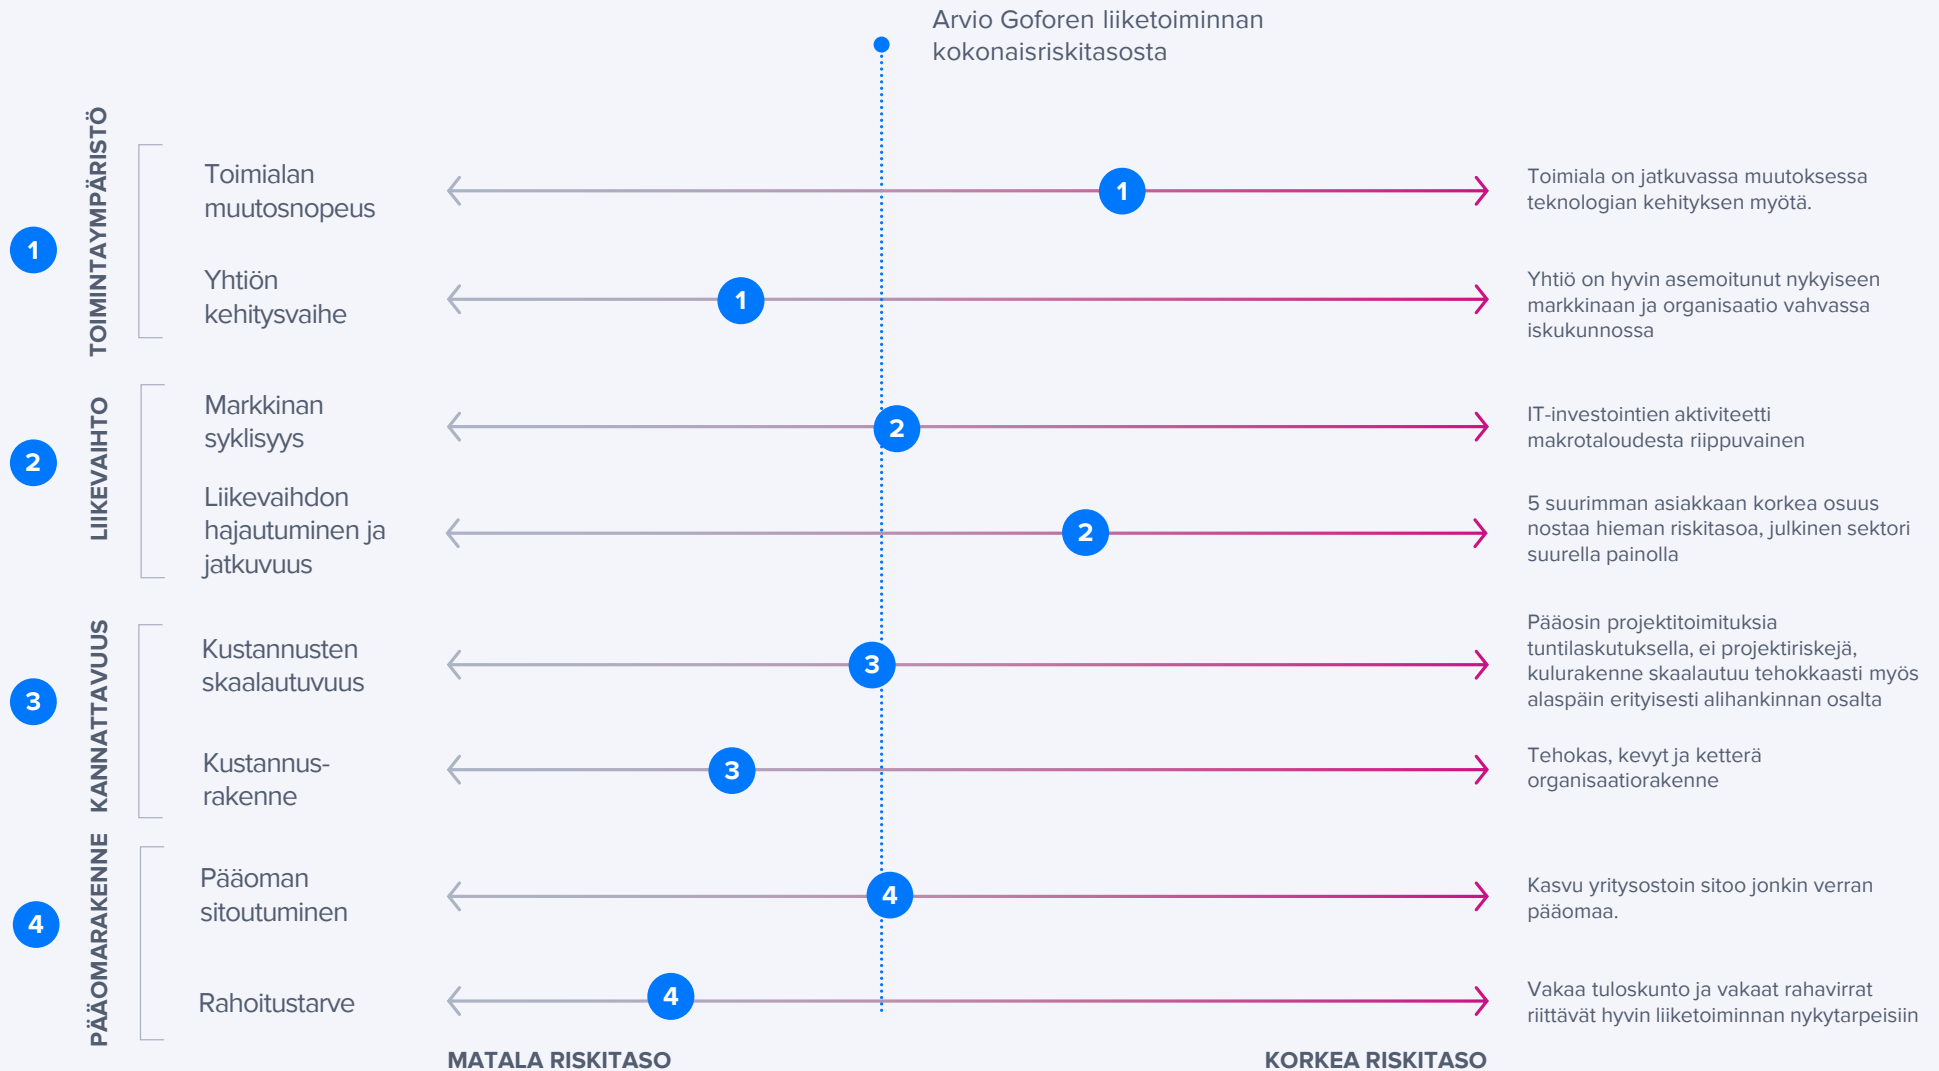 Arvio Goforen liiketoiminnan
kokonaisriskitasosta
1
TOIMINTAYMPÄRISTÖ
Toimialan
muutosnopeus
1
Toimiala on jatkuvassa muutoksessa
teknologian kehityksen myötä.
Yhtiön
kehitysvaihe
1
Yhtiö on hyvin asemoitunut nykyiseen
markkinaan ja organisaatio vahvassa
iskukunnossa
2
LIIKEVAIHTO
Markkinan
syklisyys
2
IT-investointien aktiviteetti
makrotaloudesta riippuvainen
Liikevaihdon
hajautuminen ja
jatkuvuus
2
5 suurimman asiakkaan korkea osuus
nostaa hieman riskitasoa, julkinen sektori
suurella painolla
3
KANNATTAVUUS
Kustannusten
skaalautuvuus
3
Pääosin projektitoimituksia
tuntilaskutuksella, ei projektiriskejä,
kulurakenne skaalautuu tehokkaasti myös
alaspäin erityisesti alihankinnan osalta
Kustannus-
rakenne
3
Tehokas, kevyt ja ketterä
organisaatiorakenne
4
PÄÄOMARAKENNE
Pääoman
sitoutuminen
4
Kasvu yritysostoin sitoo jonkin verran
pääomaa.
Rahoitustarve
4
Vakaa tuloskunto ja vakaat rahavirrat
riittävät hyvin liiketoiminnan nykytarpeisiin
MATALA RISKITASO
KORKEA RISKITASO